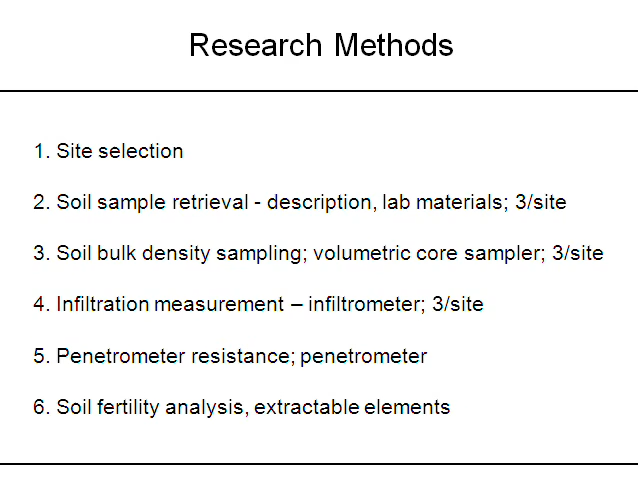 Research Methods
1. Site selection
2. Soil sample retrieval - description, lab materials; 3/site
3. Soil bulk density sampling; volumetric core sampler; 3/site
4. Infiltration measurement – infiltrometer; 3/site
5. Penetrometer resistance; penetrometer
6. Soil fertility analysis, extractable elements